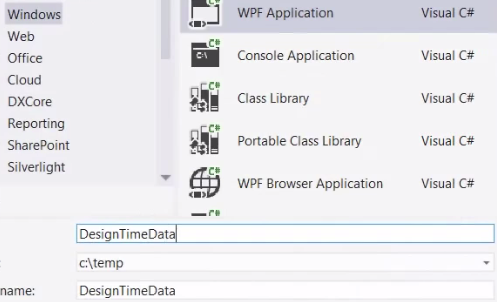 Windows
Web
Office
Cloud
DXCore
Reporting
SharePoint
Silverlight
WPF Application Visual C#
Console Application Visual C#
Class Library Visual C#
Portable Class Library Visual C#
WPF Browser Application Visual C#
DesignTimeData
: c:\temp
name: DesignTimeData